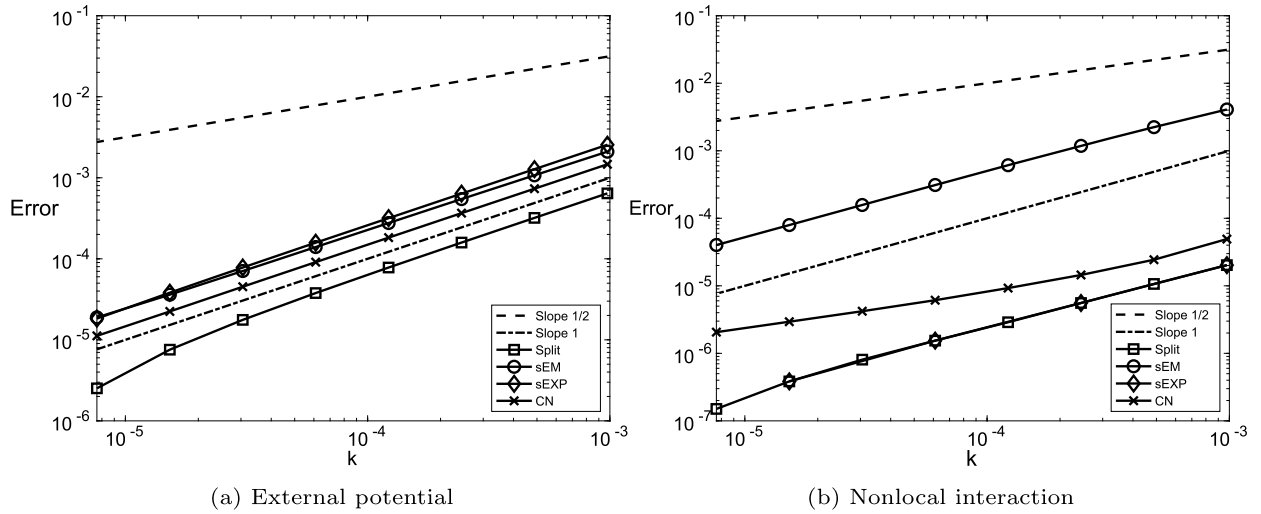 10^-1
10^-2
10^-3
Error
10^-4
10^-5
10^-6
10^-5
10^-4
10^-3
k
Slope 1/2
Slope 1
Split
sEM
sEXP
CN
(a) External potential
10^-1
10^-2
10^-3
Error
10^-4
10^-5
10^-6
10^-7
10^-5
10^-4
10^-3
k
Slope 1/2
Slope 1
Split
sEM
sEXP
CN
(b) Nonlocal interaction